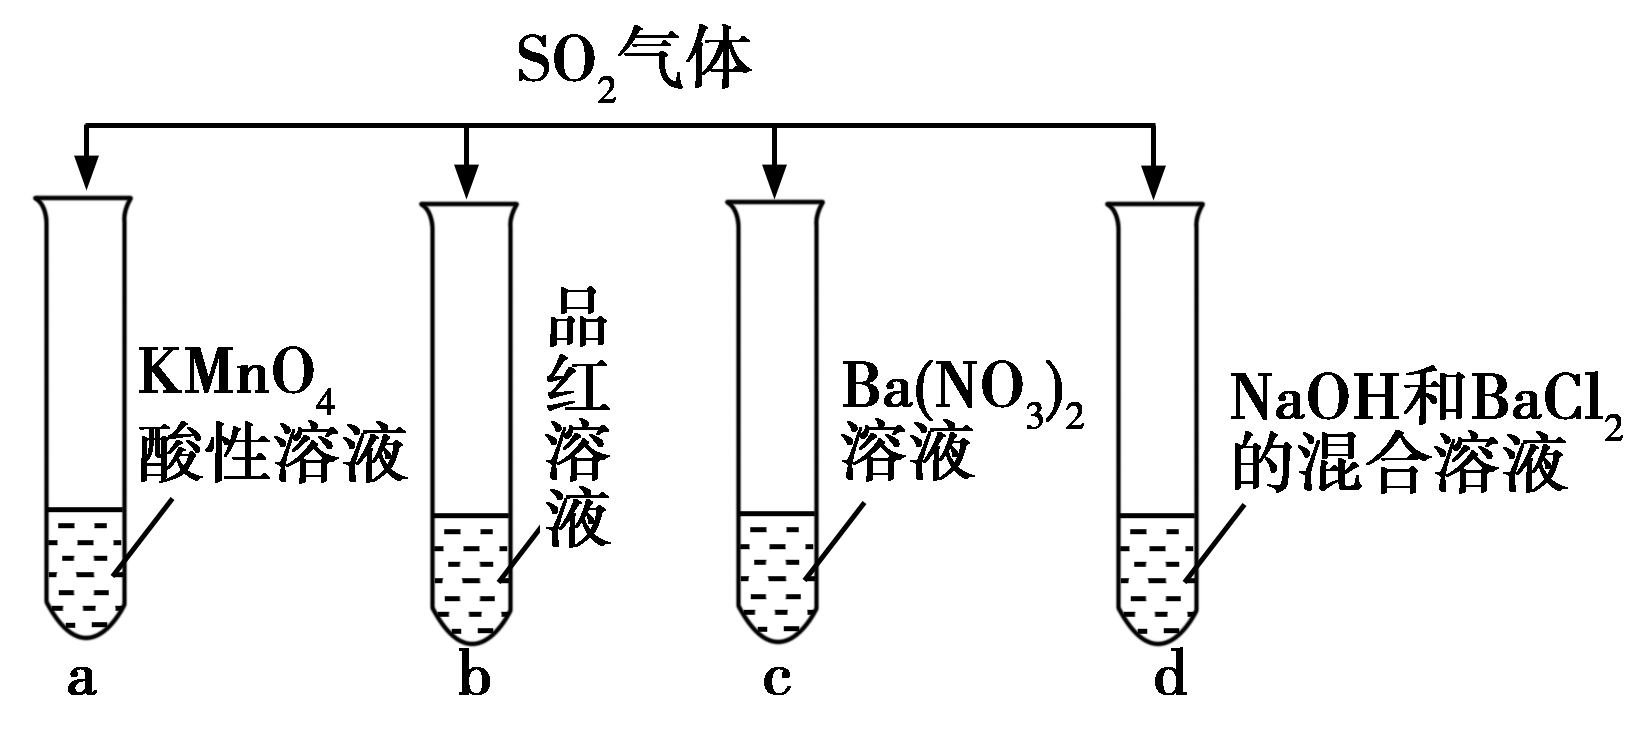 SO₂气体
KMnO₄
酸性溶液
品
红
溶
液
Ba(NO₃)₂
溶液
NaOH和BaCl₂
的混合溶液
a
b
c
d